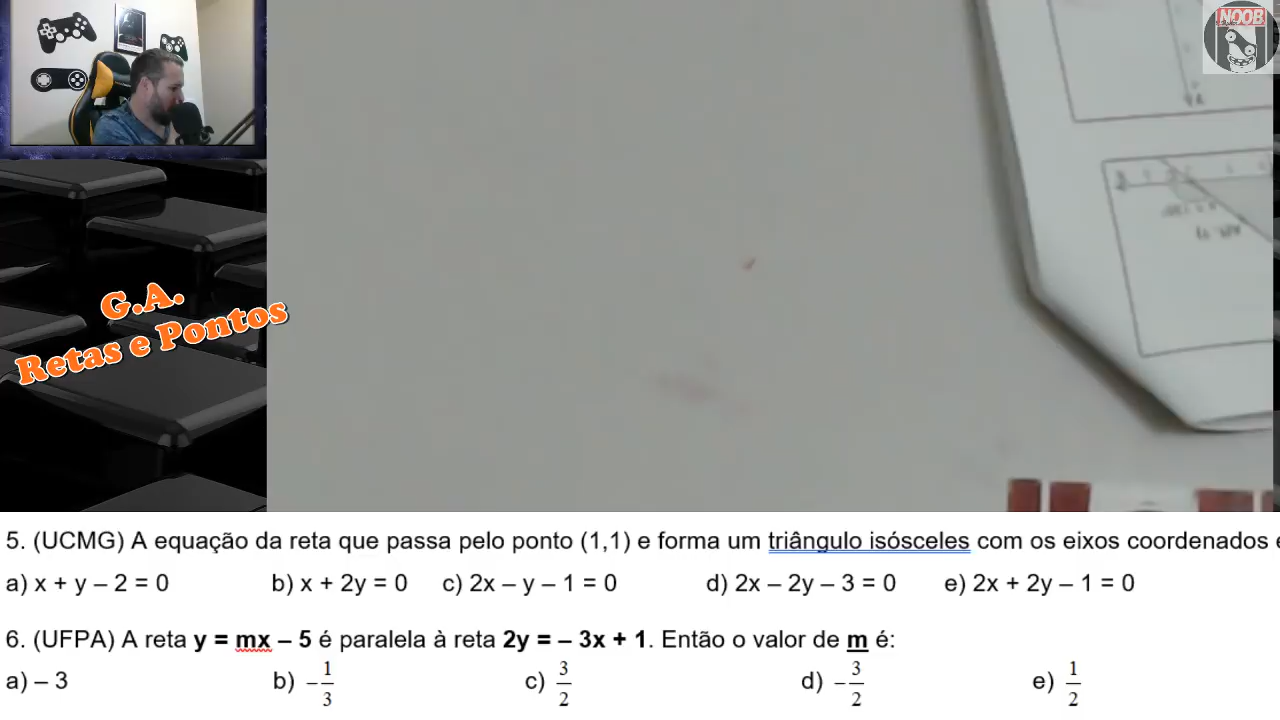 NOOB
G.A.
Retas e Pontos
5. (UCMG) A equação da reta que passa pelo ponto (1,1) e forma um triângulo isósceles com os eixos coordenados é
a) x + y – 2 = 0 b) x + 2y = 0 c) 2x – y – 1 = 0 d) 2x – 2y – 3 = 0 e) 2x + 2y – 1 = 0
6. (UFPA) A reta y = mx – 5 é paralela à reta 2y = – 3x + 1. Então o valor de m é:
a) – 3 b) –1/3 c) 3/2 d) –3/2 e) 1/2